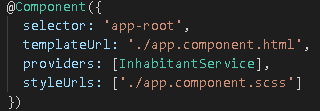 @Component({
  selector: 'app-root',
  templateUrl: './app.component.html',
  providers: [InhabitantService],
  styleUrls: ['./app.component.scss']
})